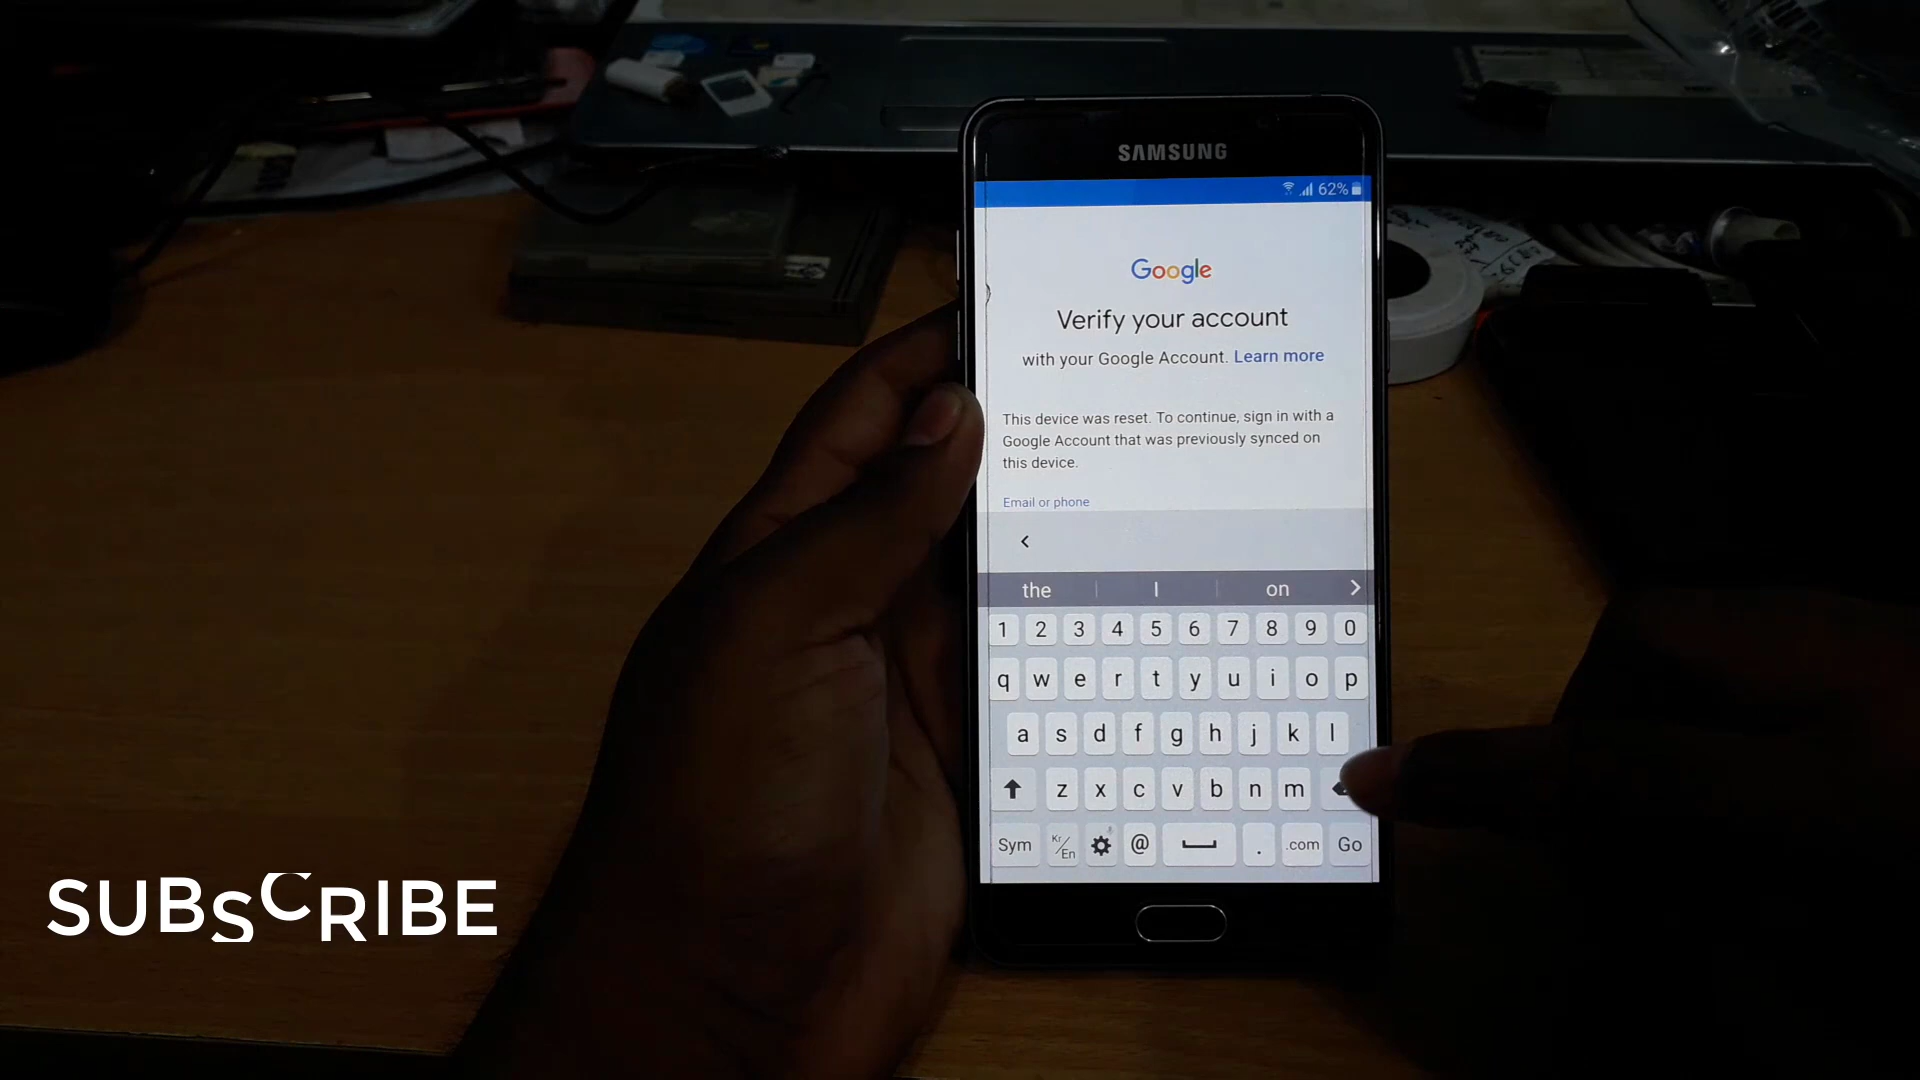 SAMSUNG
62%
Google
Verify your account
with your Google Account. Learn more
This device was reset. To continue, sign in with a
Google Account that was previously synced on
this device.
Email or phone
<
the I on >
1 2 3 4 5 6 7 8 9 0
q w e r t y u i o p
a s d f g h j k l
z x c v b n m
Sym Kr/En @ . .com Go
SUBSCRIBE